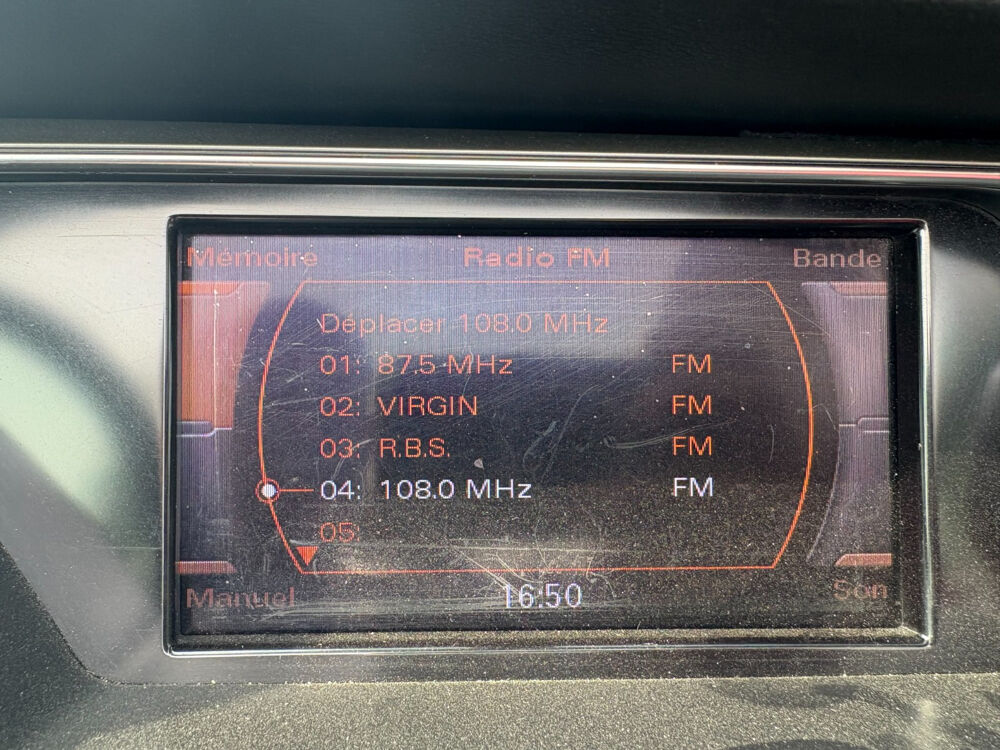 Mémoire Radio FM Bande
Déplacer 108.0 MHz
01: 87.5 MHz FM
02: VIRGIN FM
03: R.B.S. FM
04: 108.0 MHz FM
05:
Manuel 16:50 Son